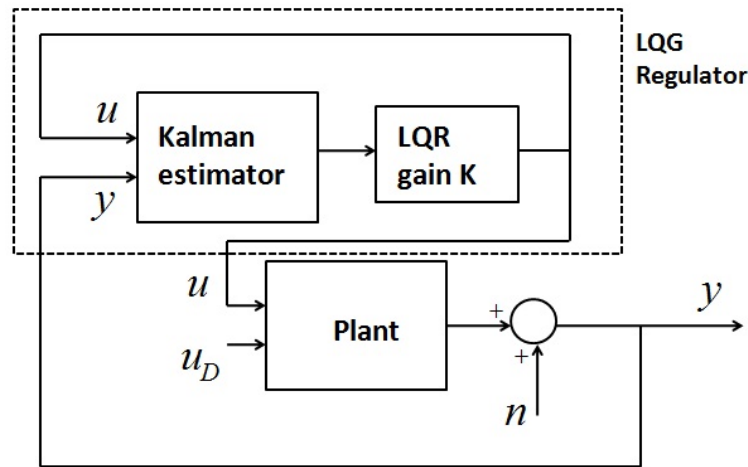 LQG
Regulator
u
Kalman
estimator
LQR
gain K
y
u
Plant
u_D
+
+
y
n